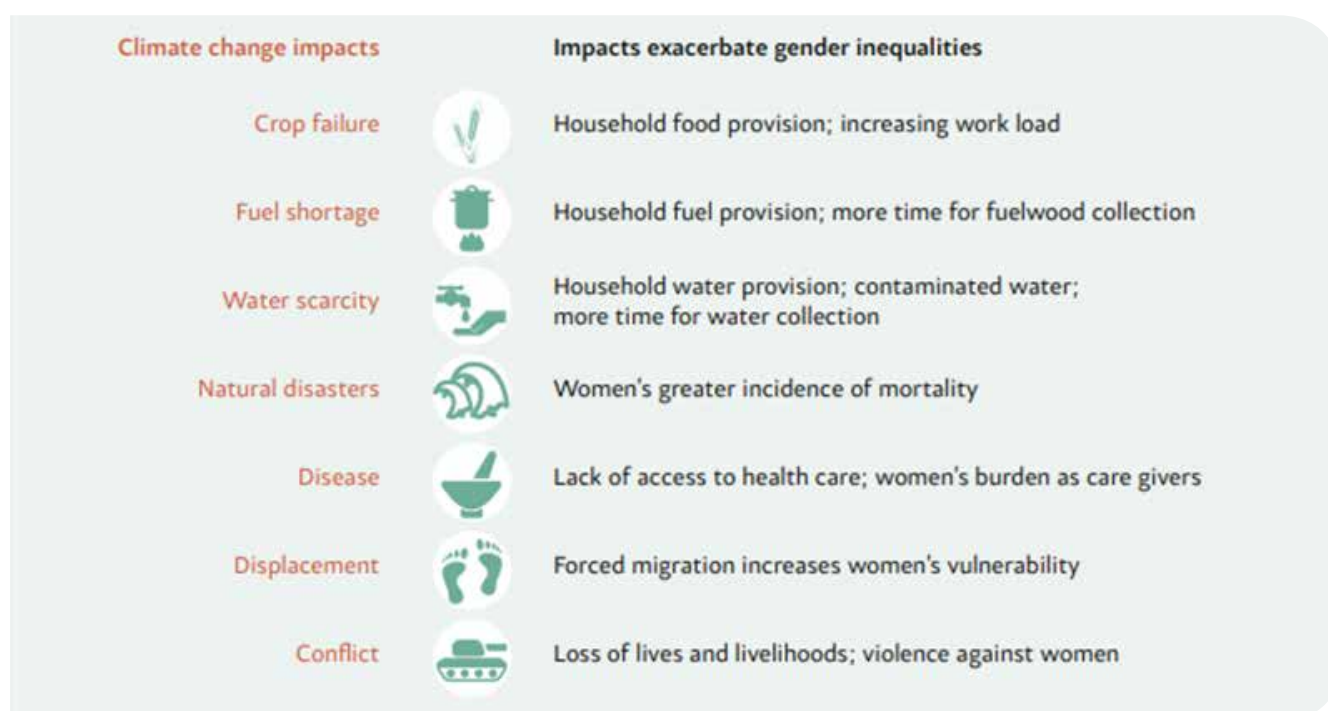 Climate change impacts
Impacts exacerbate gender inequalities
Crop failure
Household food provision; increasing work load
Fuel shortage
Household fuel provision; more time for fuelwood collection
Water scarcity
Household water provision; contaminated water;
more time for water collection
Natural disasters
Women's greater incidence of mortality
Disease
Lack of access to health care; women's burden as care givers
Displacement
Forced migration increases women's vulnerability
Conflict
Loss of lives and livelihoods; violence against women